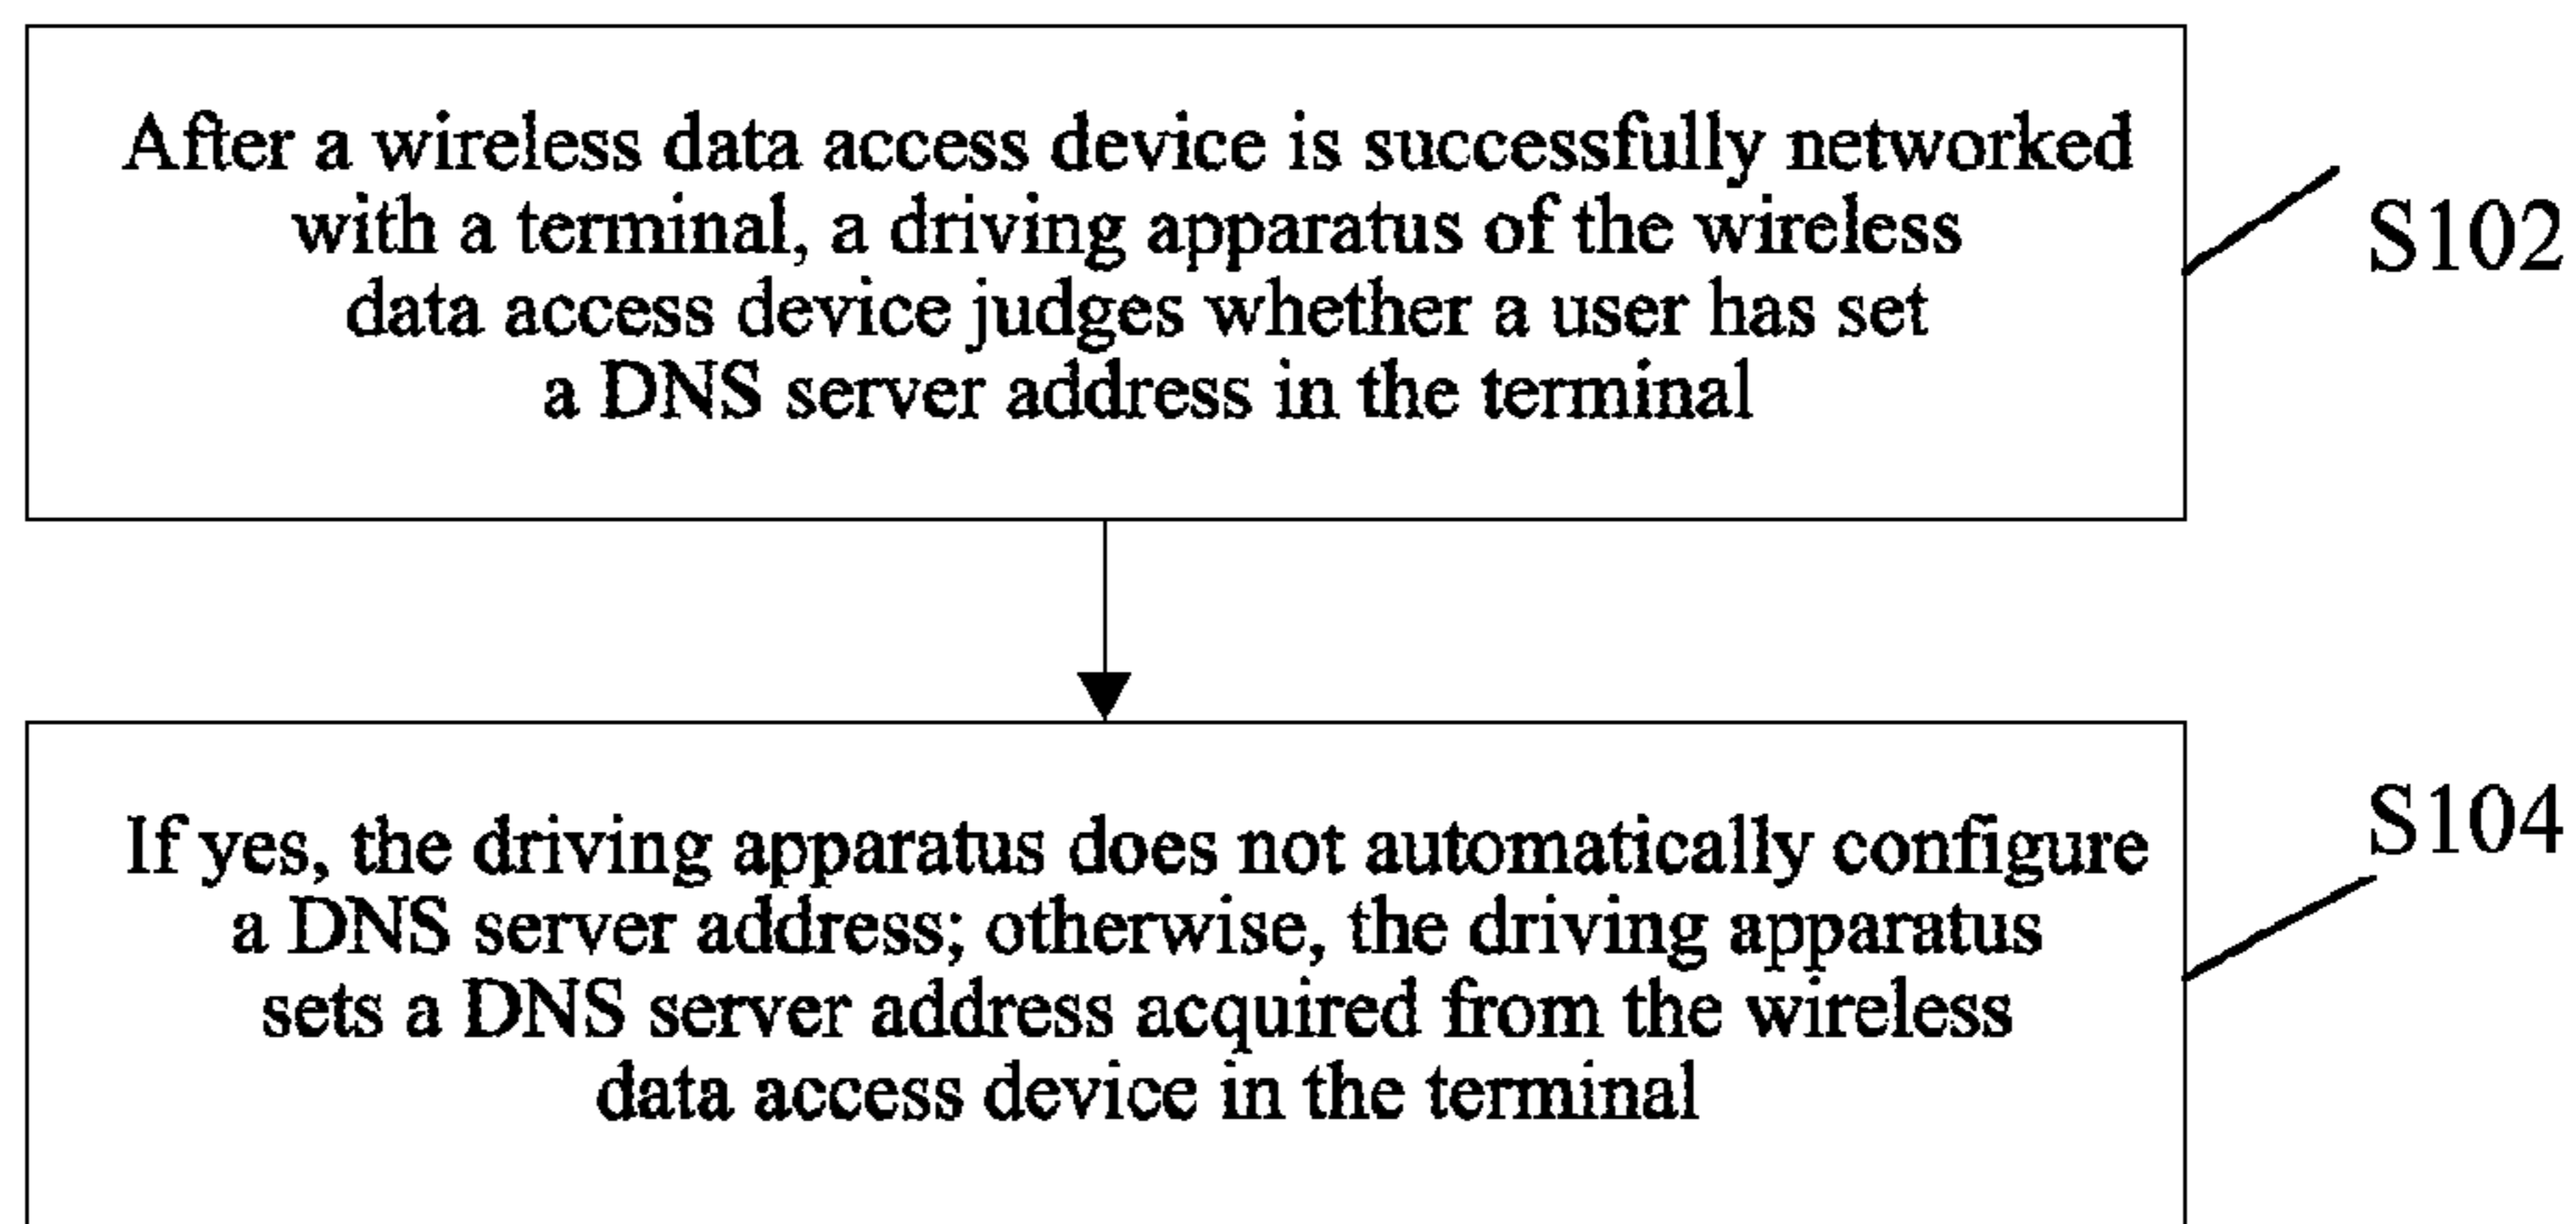 After a wireless data access device is successfully networked
with a terminal, a driving apparatus of the wireless
data access device judges whether a user has set
a DNS server address in the terminal
S102
If yes, the driving apparatus does not automatically configure
a DNS server address; otherwise, the driving apparatus
sets a DNS server address acquired from the wireless
data access device in the terminal
S104